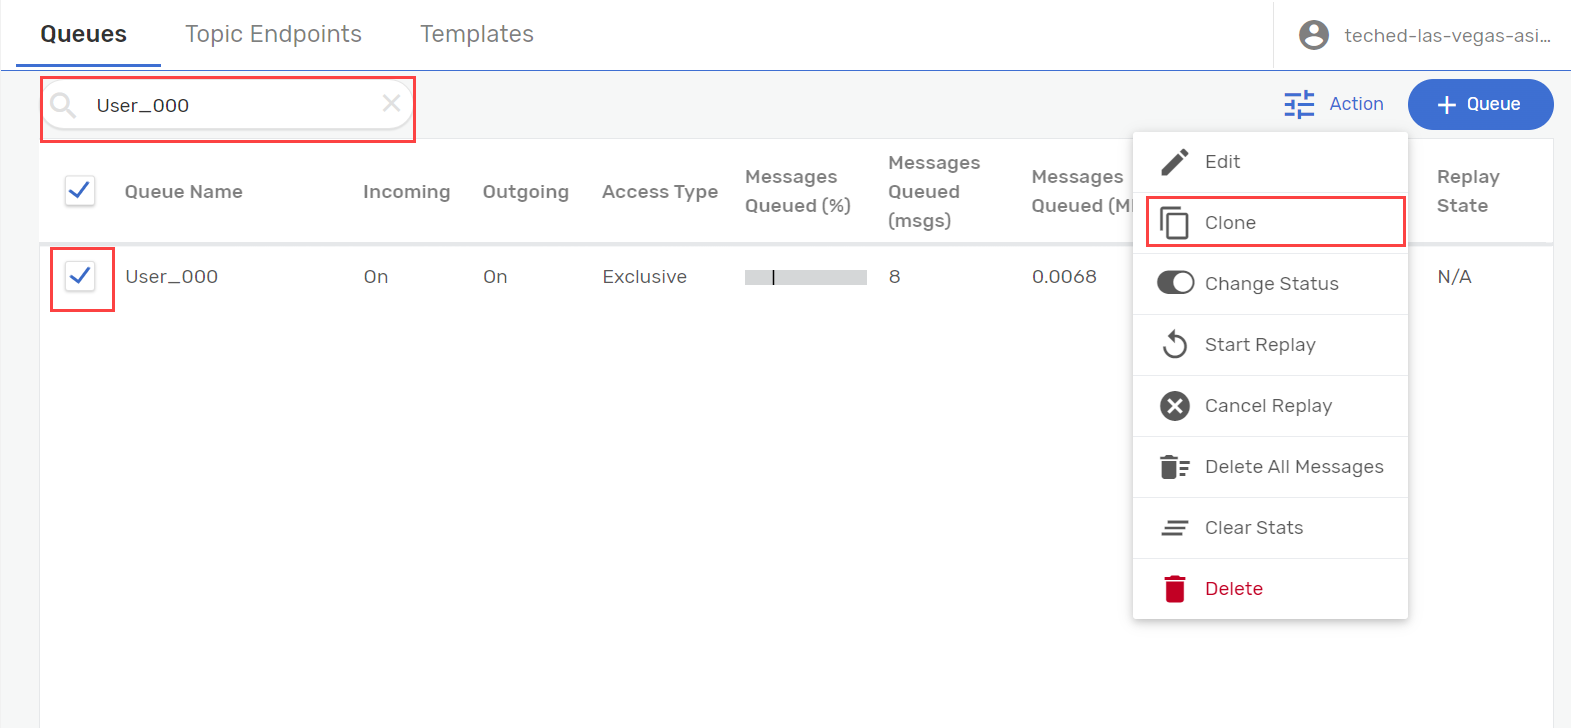 Queues Topic Endpoints Templates teched-las-vegas-asi...
User_000 Action + Queue
Queue Name Incoming Outgoing Access Type Messages Queued (%) Messages Queued (msgs) Messages Queued (M Replay State
User_000 On On Exclusive 8 0.0068 N/A
Edit
Clone
Change Status
Start Replay
Cancel Replay
Delete All Messages
Clear Stats
Delete